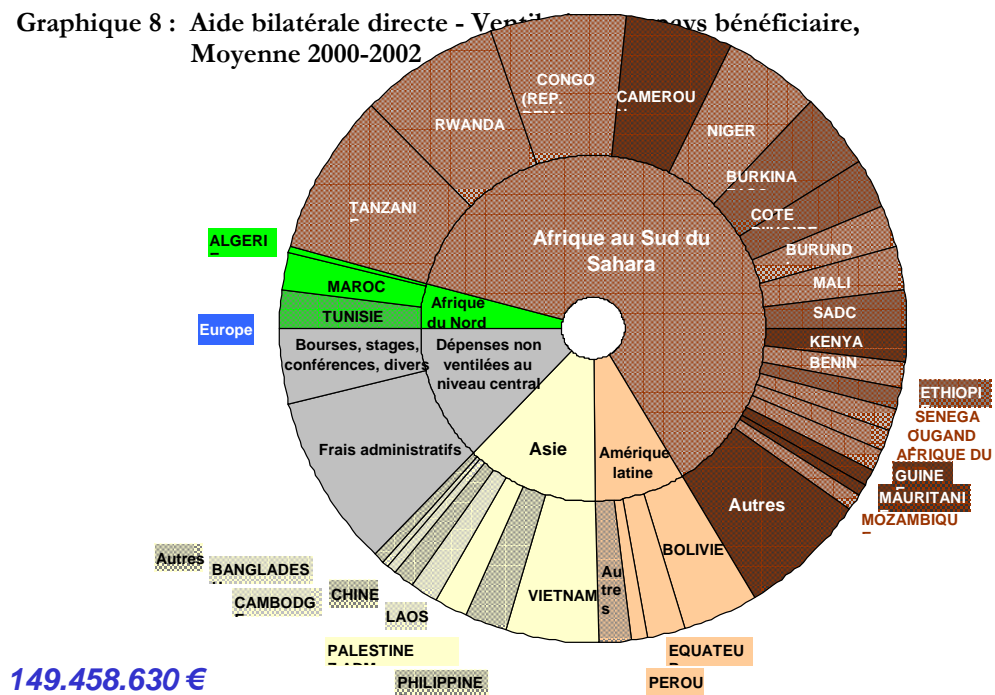 Graphique 8 : Aide bilatérale directe - pays bénéficiaire,
Moyenne 2000-2002
CONGO
(REP.
CAMEROU
RWANDA
NIGER
BURKINA
TANZANI
COTE
BURUND
Afrique au Sud du
Sahara
ALGERI
MALI
MAROC
SADC
TUNISIE
Afrique
du Nord
Europe
KENYA
BENIN
Bourses, stages,
conférences, divers
Dépenses non
ventilées au
niveau central
ETHIOPI
SENEGA
OUGAND
AFRIQUE DU
GUINE
MAURITANI
MOZAMBIQU
Frais administratifs
Asie
Amérique
latine
Autres
BOLIVIE
VIETNAM
Au
tre
s
Autres
BANGLADES
CAMBODG
CHINE
LAOS
PALESTINE
PHILIPPINE
EQUATEU
PEROU
149.458.630 €